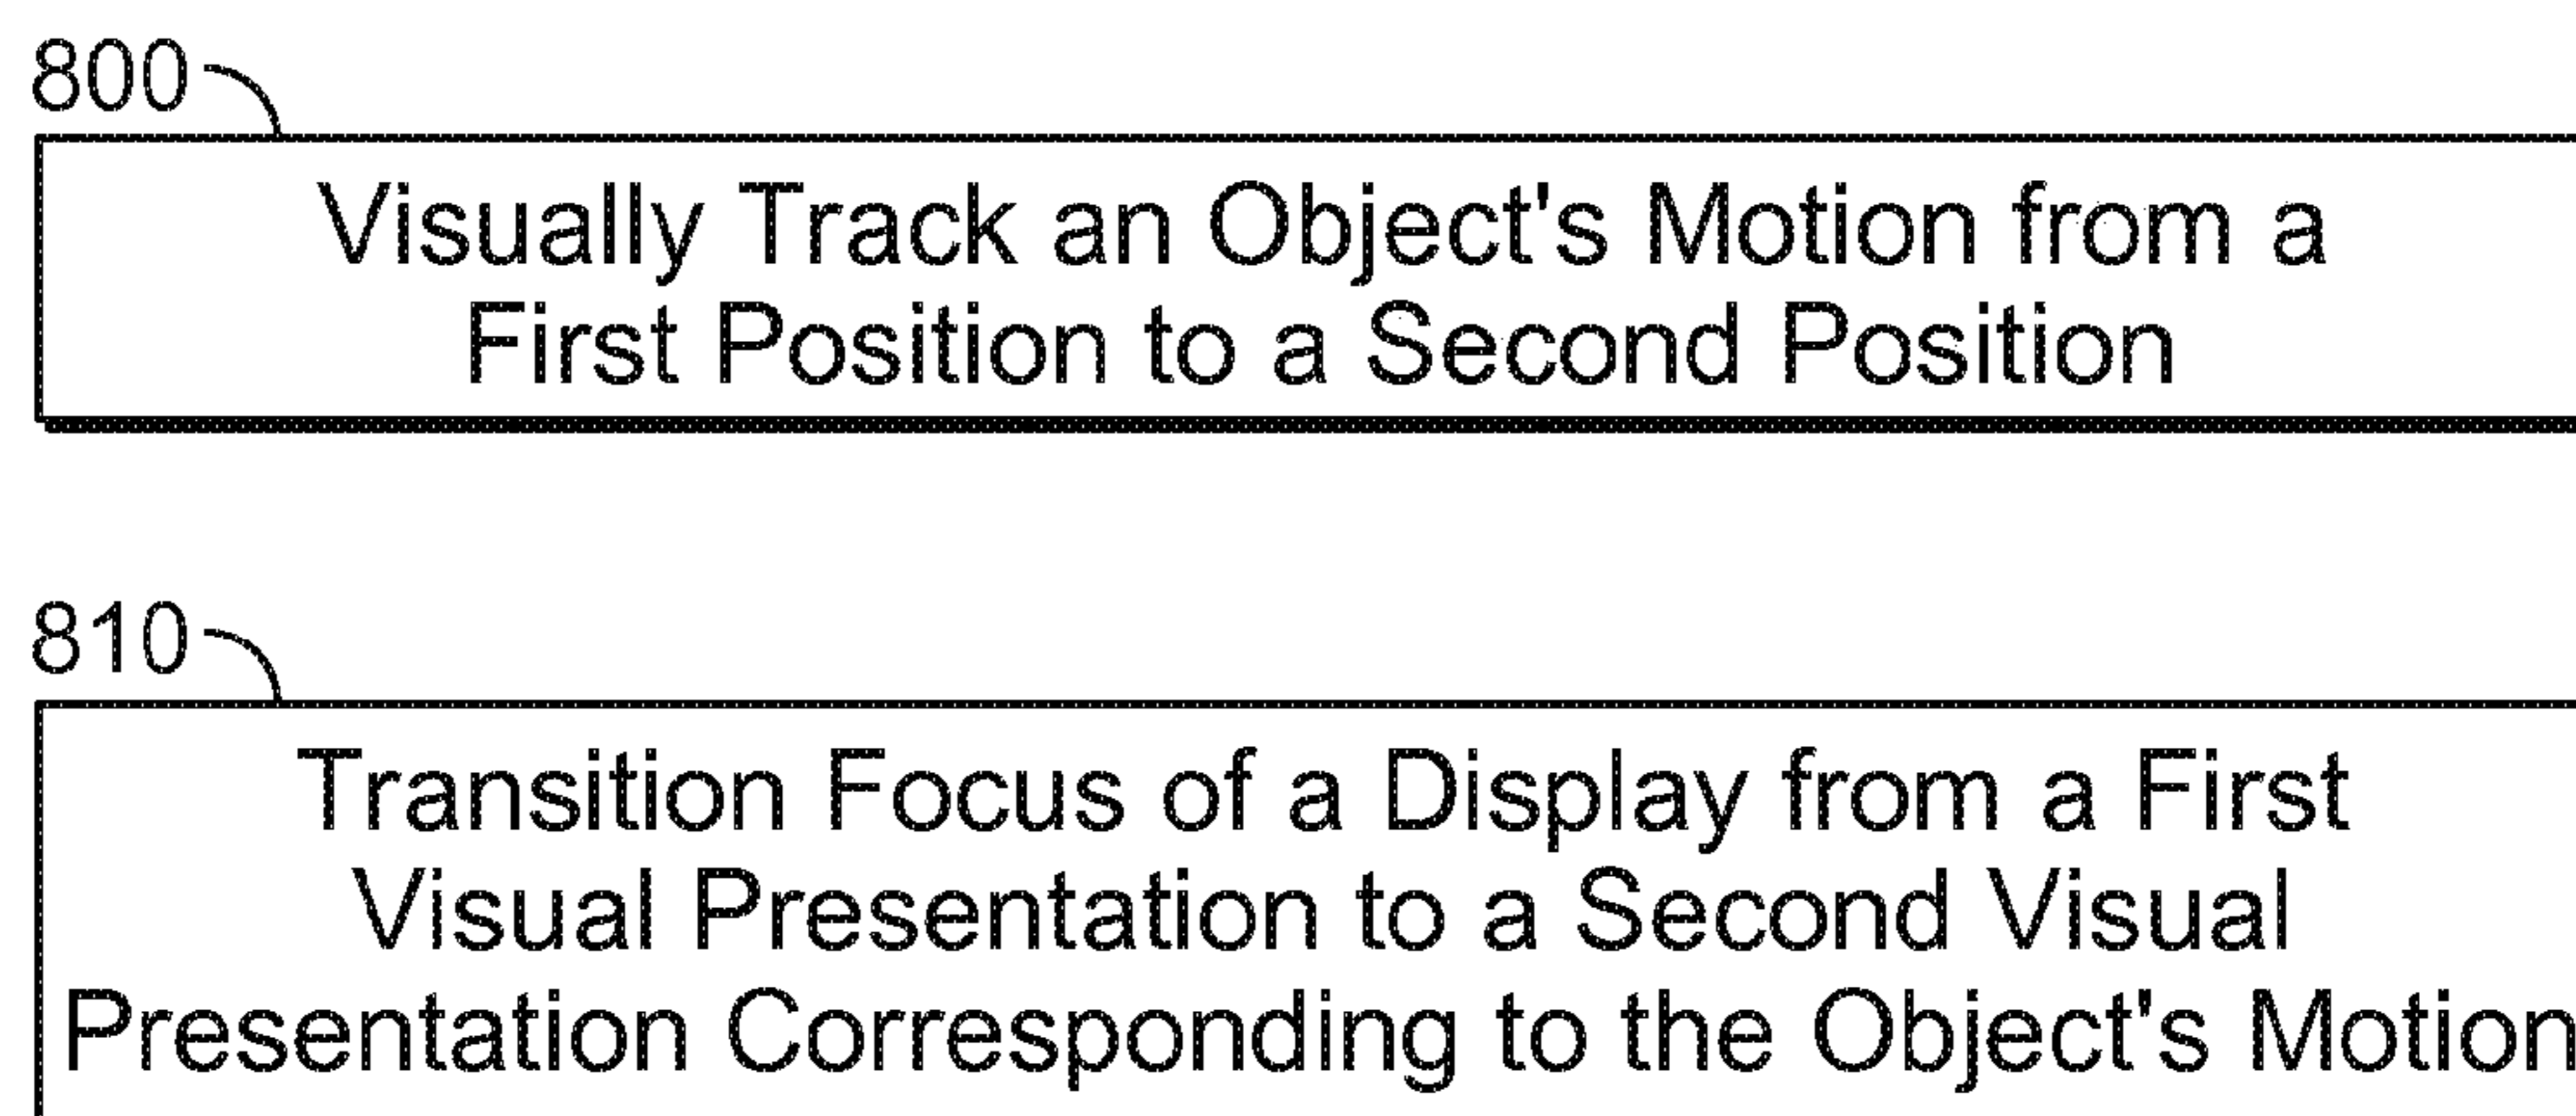 800
Visually Track an Object's Motion from a
First Position to a Second Position
810
Transition Focus of a Display from a First
Visual Presentation to a Second Visual
Presentation Corresponding to the Object's Motion